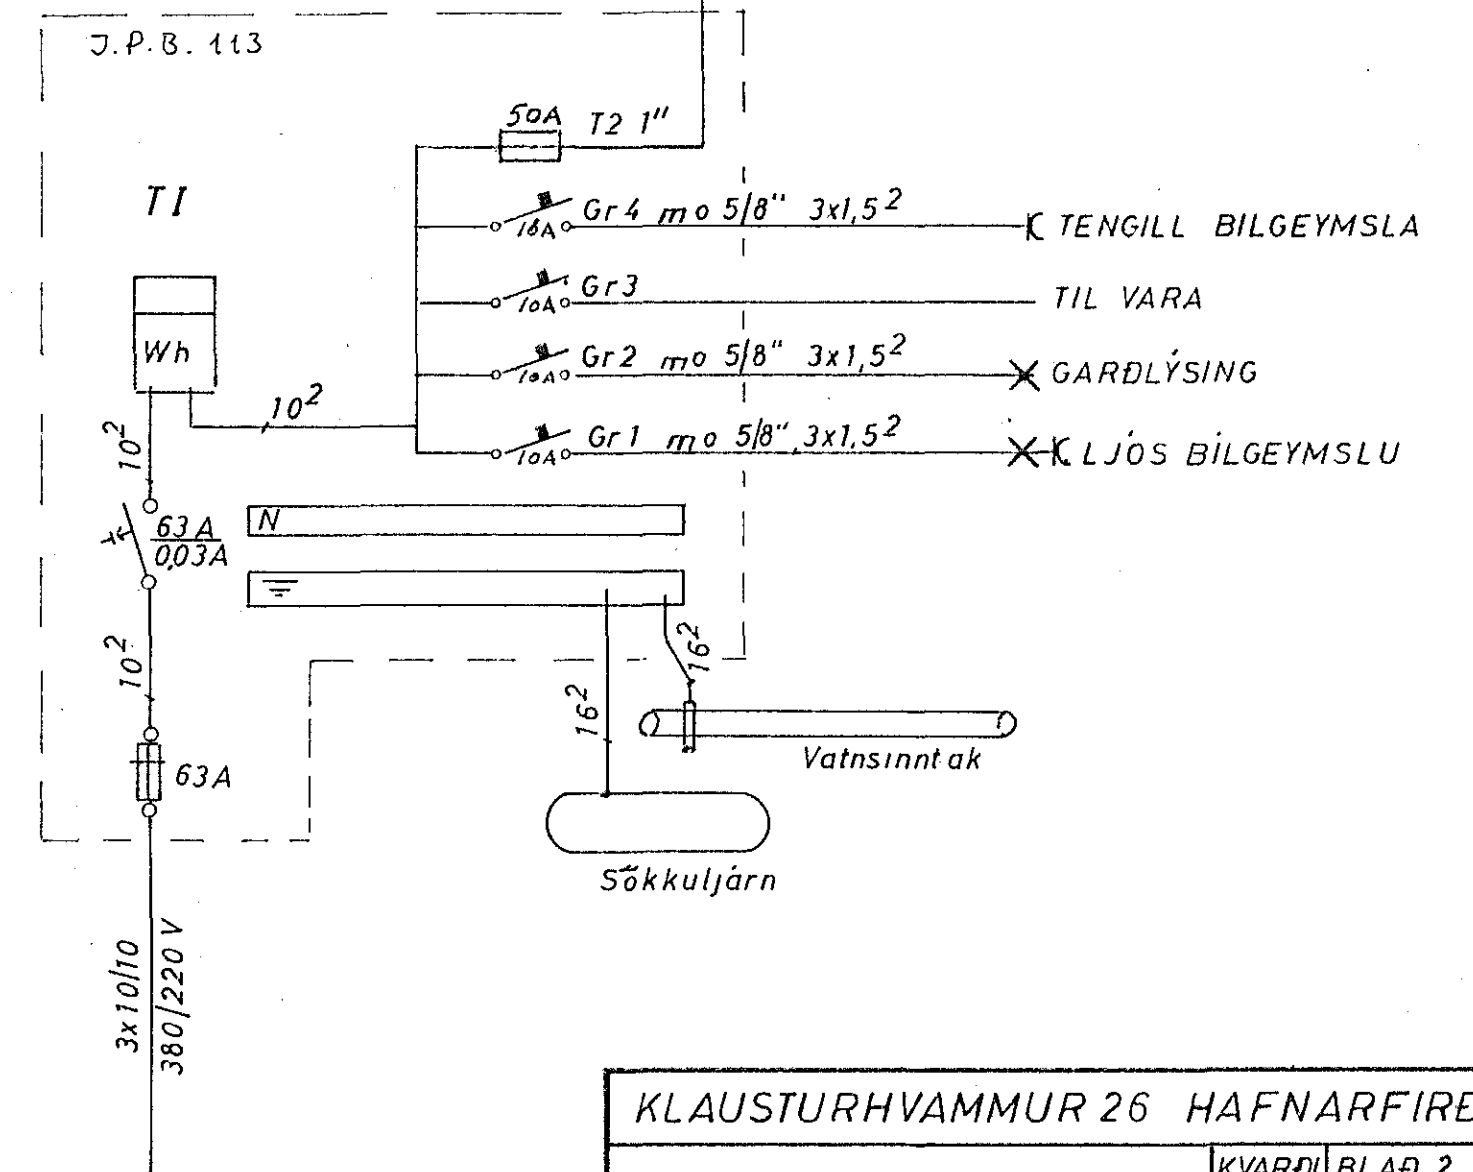 J.P.B. 113
50A T2 1"
T1
16A Gr 4 mo 5/8" 3x1,5² TENGILL BILGEYMSLA
10A Gr 3 TIL VARA
Wh
10A Gr 2 mo 5/8" 3x1,5² GARÐLÝSING
10²
10²
10A Gr 1 mo 5/8" 3x1,5² LJÓS BÍLGEYMSLU
N
63A
0,03A
10²
16²
16²
63A
Vatnsinntak
Sökkuljárn
3x10/10
380/220 V
KLAUSTURHVAMMUR 26 HAFNARFIRÐ
KVARÐI BLAÐ 2